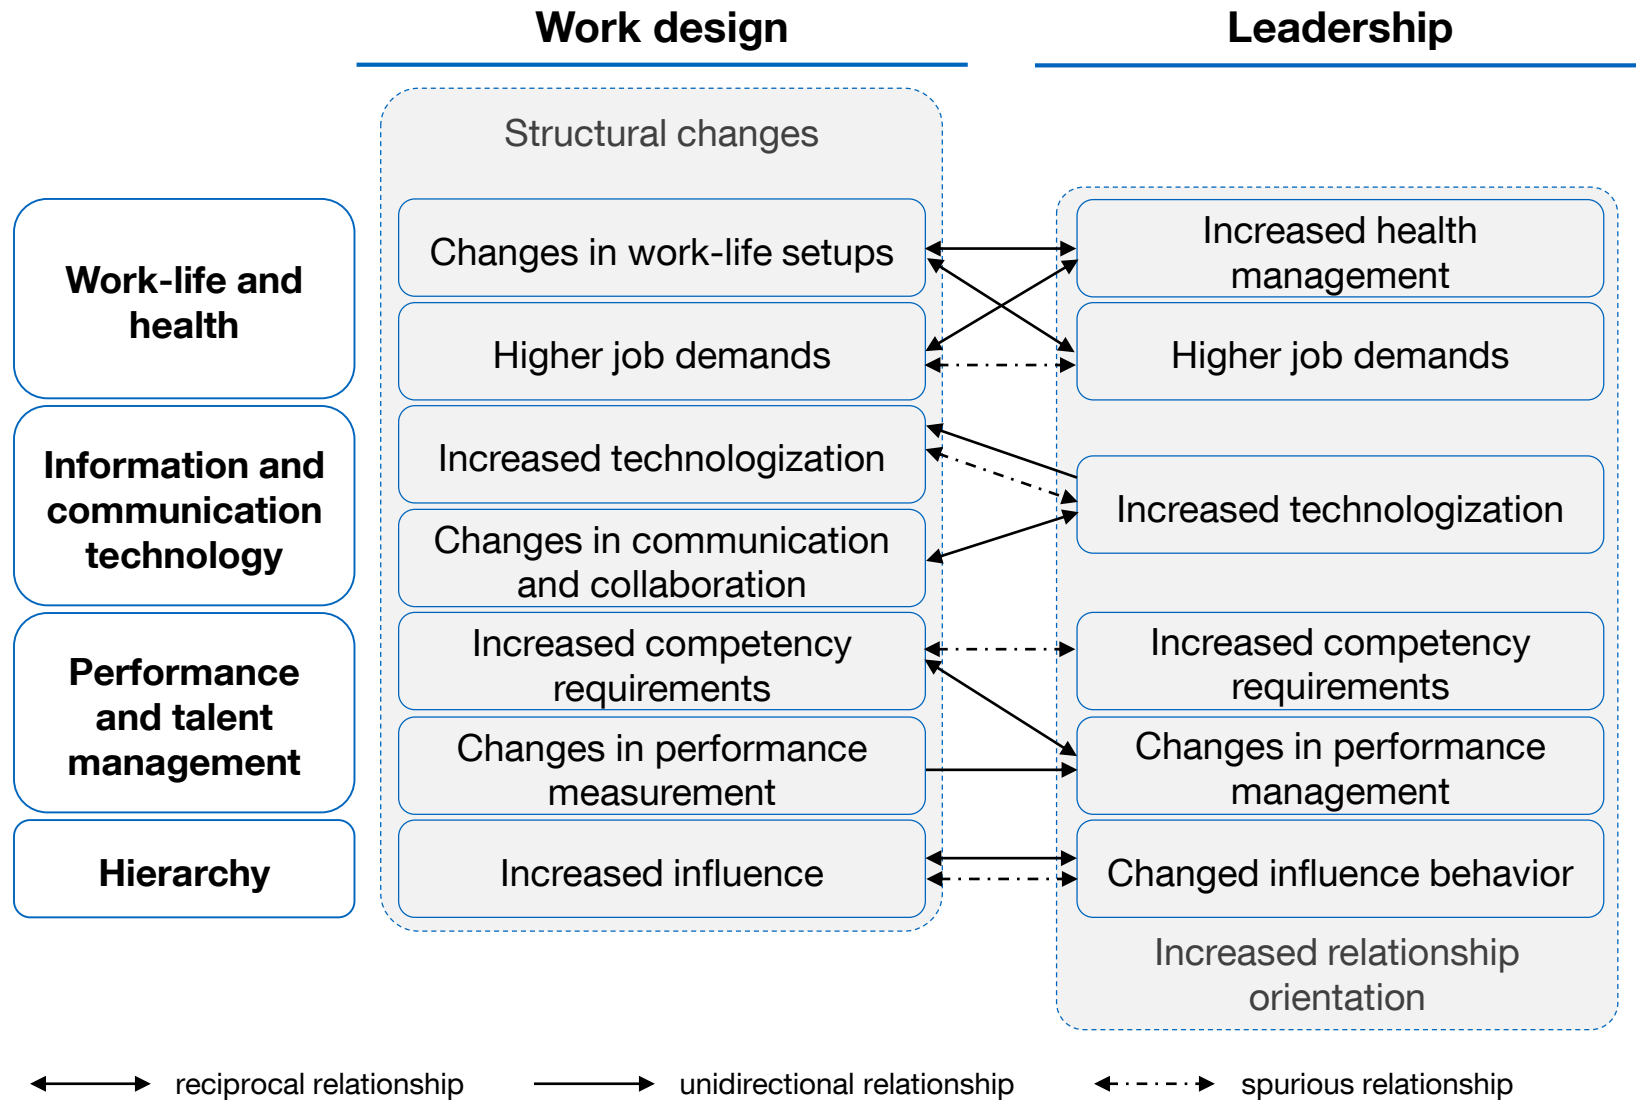 Work design
Leadership
Structural changes
Work-life and
health
Changes in work-life setups
Increased health
management
Higher job demands
Higher job demands
Information and
communication
technology
Increased technologization
Changes in communication
and collaboration
Increased technologization
Performance
and talent
management
Increased competency
requirements
Increased competency
requirements
Changes in performance
measurement
Changes in performance
management
Hierarchy
Increased influence
Changed influence behavior
Increased relationship
orientation
reciprocal relationship
unidirectional relationship
spurious relationship